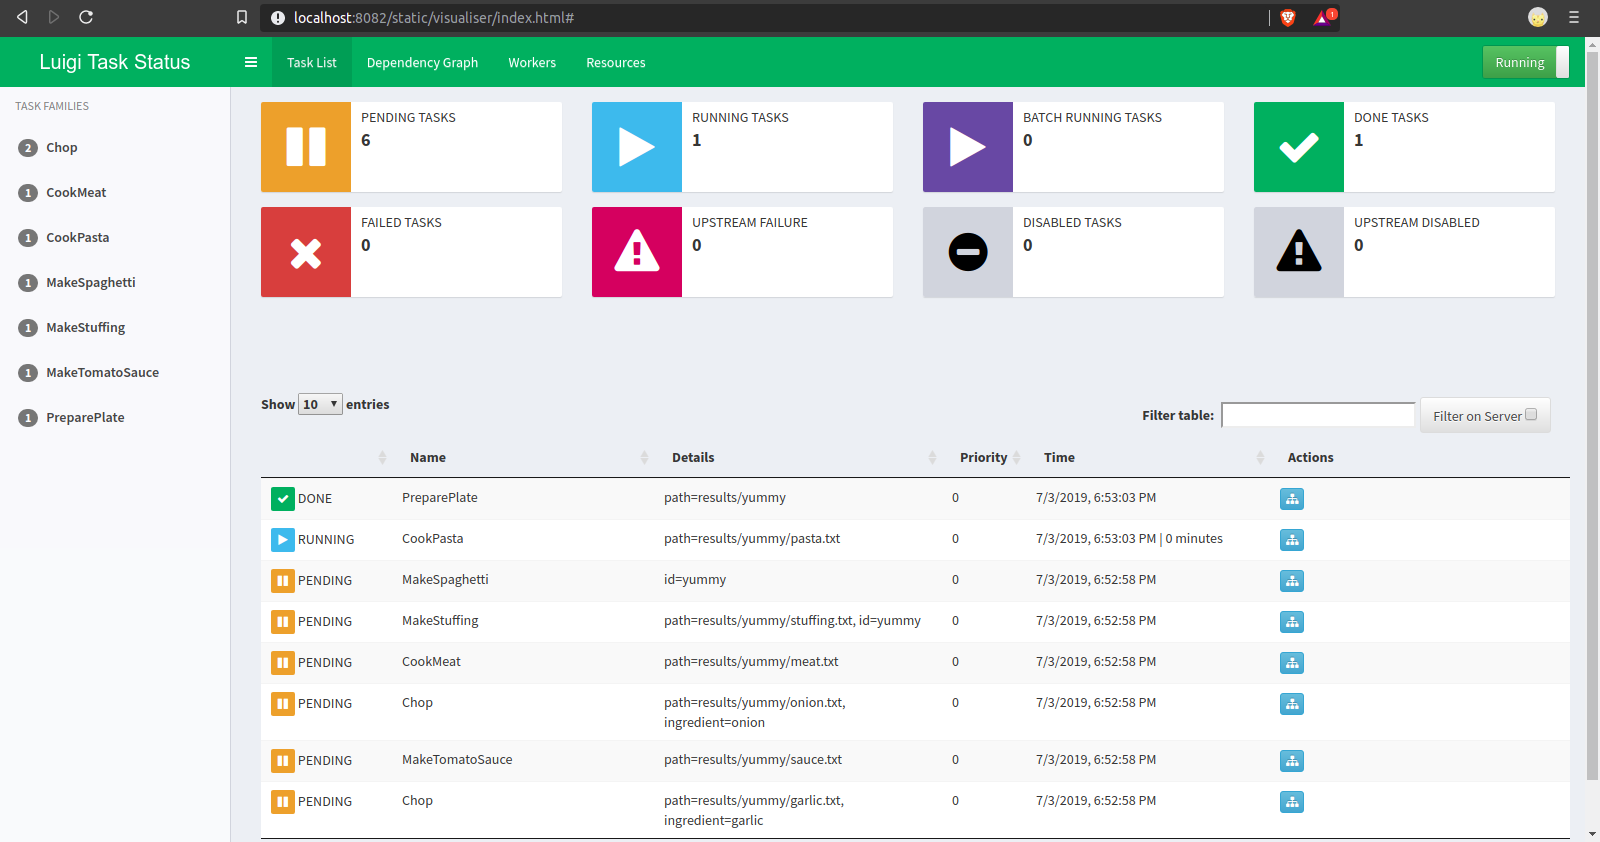 localhost:8082/static/visualiser/index.html#
1
Luigi Task Status
Task List
Dependency Graph
Workers
Resources
Running
TASK FAMILIES
2 Chop
1 CookMeat
1 CookPasta
1 MakeSpaghetti
1 MakeStuffing
1 MakeTomatoSauce
1 PreparePlate
PENDING TASKS
6
RUNNING TASKS
1
BATCH RUNNING TASKS
0
DONE TASKS
1
FAILED TASKS
0
UPSTREAM FAILURE
0
DISABLED TASKS
0
UPSTREAM DISABLED
0
Show 10 entries
Filter table:
Filter on Server
Name Details Priority Time Actions
DONE PreparePlate path=results/yummy 0 7/3/2019, 6:53:03 PM
RUNNING CookPasta path=results/yummy/pasta.txt 0 7/3/2019, 6:53:03 PM | 0 minutes
PENDING MakeSpaghetti id=yummy 0 7/3/2019, 6:52:58 PM
PENDING MakeStuffing path=results/yummy/stuffing.txt, id=yummy 0 7/3/2019, 6:52:58 PM
PENDING CookMeat path=results/yummy/meat.txt 0 7/3/2019, 6:52:58 PM
PENDING Chop path=results/yummy/onion.txt, 0 7/3/2019, 6:52:58 PM
ingredient=onion
PENDING MakeTomatoSauce path=results/yummy/sauce.txt 0 7/3/2019, 6:52:58 PM
PENDING Chop path=results/yummy/garlic.txt, 0 7/3/2019, 6:52:58 PM
ingredient=garlic